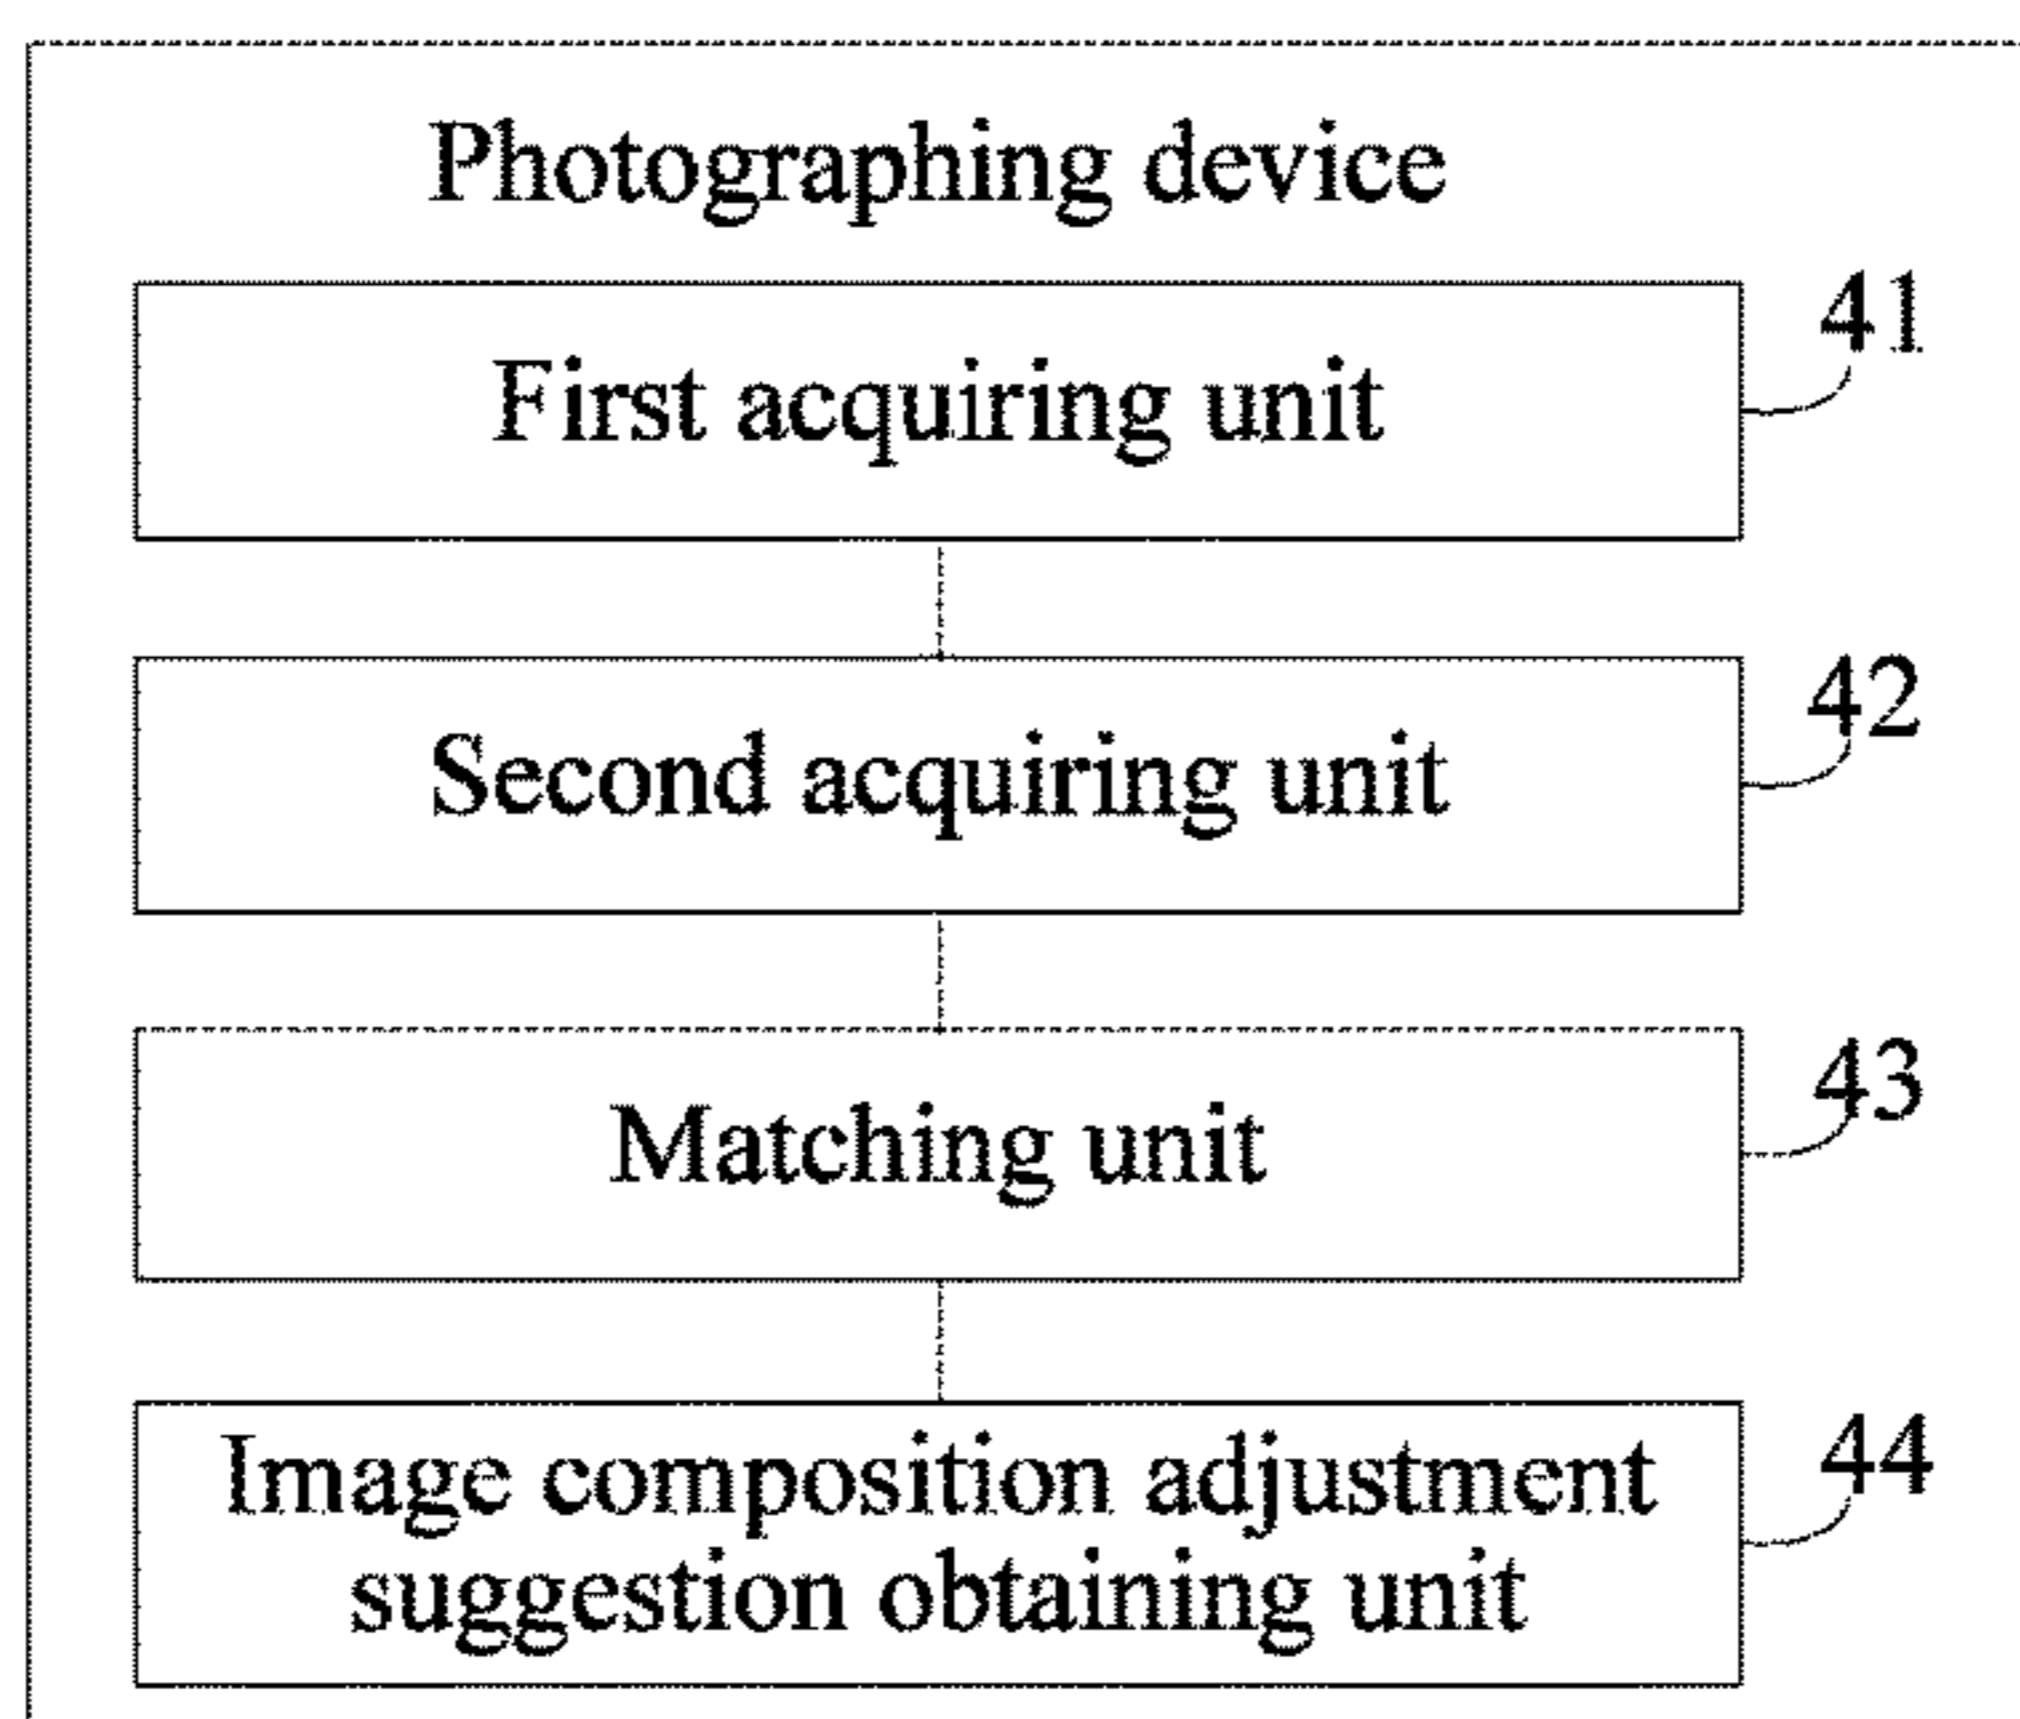 Photographing device
41
First acquiring unit
42
Second acquiring unit
43
Matching unit
44
Image composition adjustment
suggestion obtaining unit